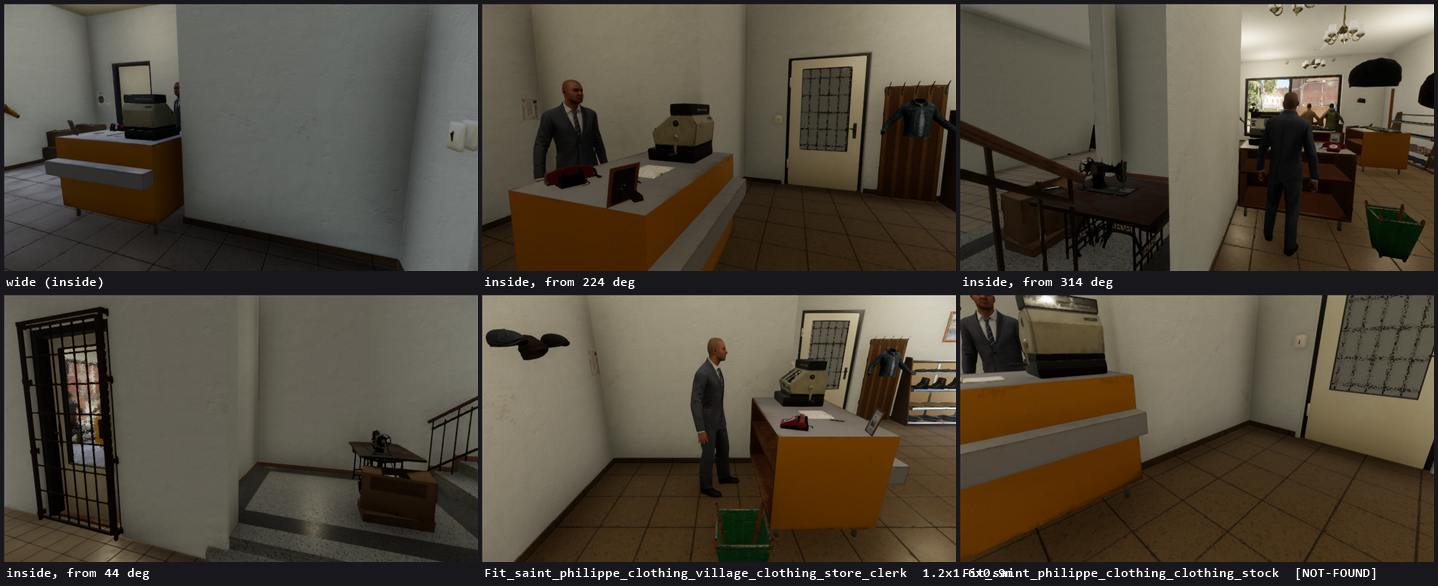 wide (inside)
inside, from 224 deg
inside, from 314 deg
inside, from 44 deg
Fit_saint_philippe_clothing_village_clothing_store_clerk
Fit_saint_philippe_clothing_clothing_stock [NOT-FOUND]